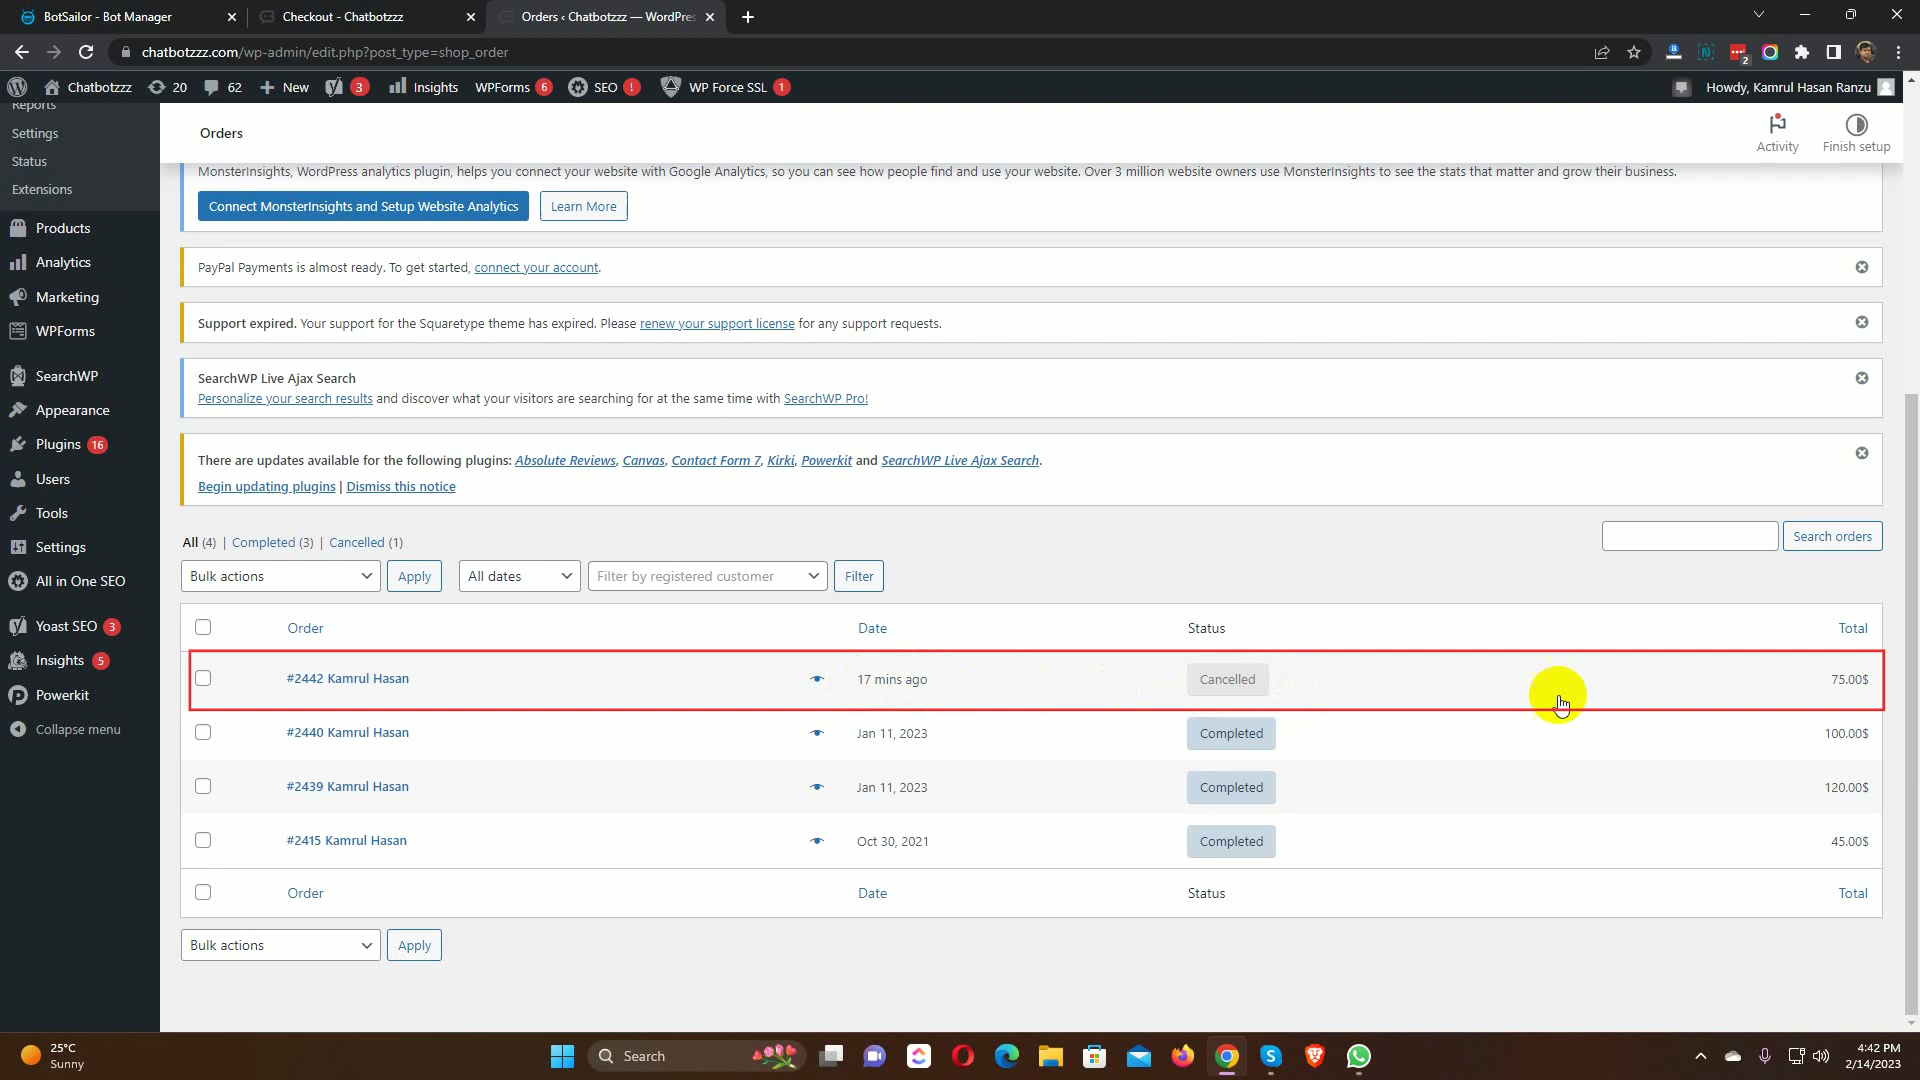 BotSailor - Bot Manager
Checkout - Chatbotzzz
Orders ‹ Chatbotzzz — WordPres
chatbotzzz.com/wp-admin/edit.php?post_type=shop_order
2
Chatbotzzz
20
62
New
3
Insights
WPForms 6
SEO !
WP Force SSL 1
Howdy, Kamrul Hasan Ranzu
Reports
Settings
Status
Extensions
Products
Analytics
Marketing
WPForms
SearchWP
Appearance
Plugins 16
Users
Tools
Settings
All in One SEO
Yoast SEO 3
Insights 5
Powerkit
Collapse menu
Orders
Activity
Finish setup
MonsterInsights, WordPress analytics plugin, helps you connect your website with Google Analytics, so you can see how people find and use your website. Over 3 million website owners use MonsterInsights to see the stats that matter and grow their business.
Connect MonsterInsights and Setup Website Analytics
Learn More
PayPal Payments is almost ready. To get started, connect your account.
Support expired. Your support for the Squaretype theme has expired. Please renew your support license for any support requests.
SearchWP Live Ajax Search
Personalize your search results and discover what your visitors are searching for at the same time with SearchWP Pro!
There are updates available for the following plugins: Absolute Reviews, Canvas, Contact Form 7, Kirki, Powerkit and SearchWP Live Ajax Search.
Begin updating plugins | Dismiss this notice
All (4) | Completed (3) | Cancelled (1)
Search orders
Bulk actions
Apply
All dates
Filter by registered customer
Filter
Order Date Status Total
#2442 Kamrul Hasan 17 mins ago Cancelled 75.00$
#2440 Kamrul Hasan Jan 11, 2023 Completed 100.00$
#2439 Kamrul Hasan Jan 11, 2023 Completed 120.00$
#2415 Kamrul Hasan Oct 30, 2021 Completed 45.00$
Order Date Status Total
Bulk actions
Apply
25°C
Sunny
Search
4:42 PM
2/14/2023